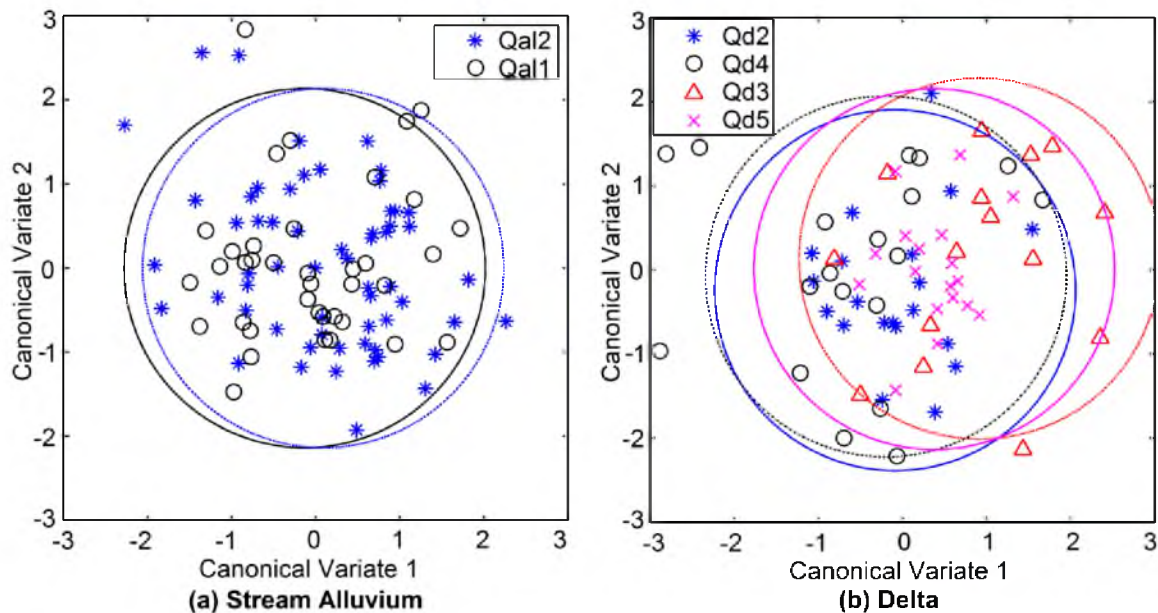 3
2
1
0
-1
-2
-3
-3 -2 -1 0 1 2 3
Canonical Variate 2
Canonical Variate 1
Qal2
Qal1
(a) Stream Alluvium
3
2
1
0
-1
-2
-3
-3 -2 -1 0 1 2 3
Canonical Variate 2
Canonical Variate 1
Qd2
Qd4
Qd3
Qd5
(b) Delta